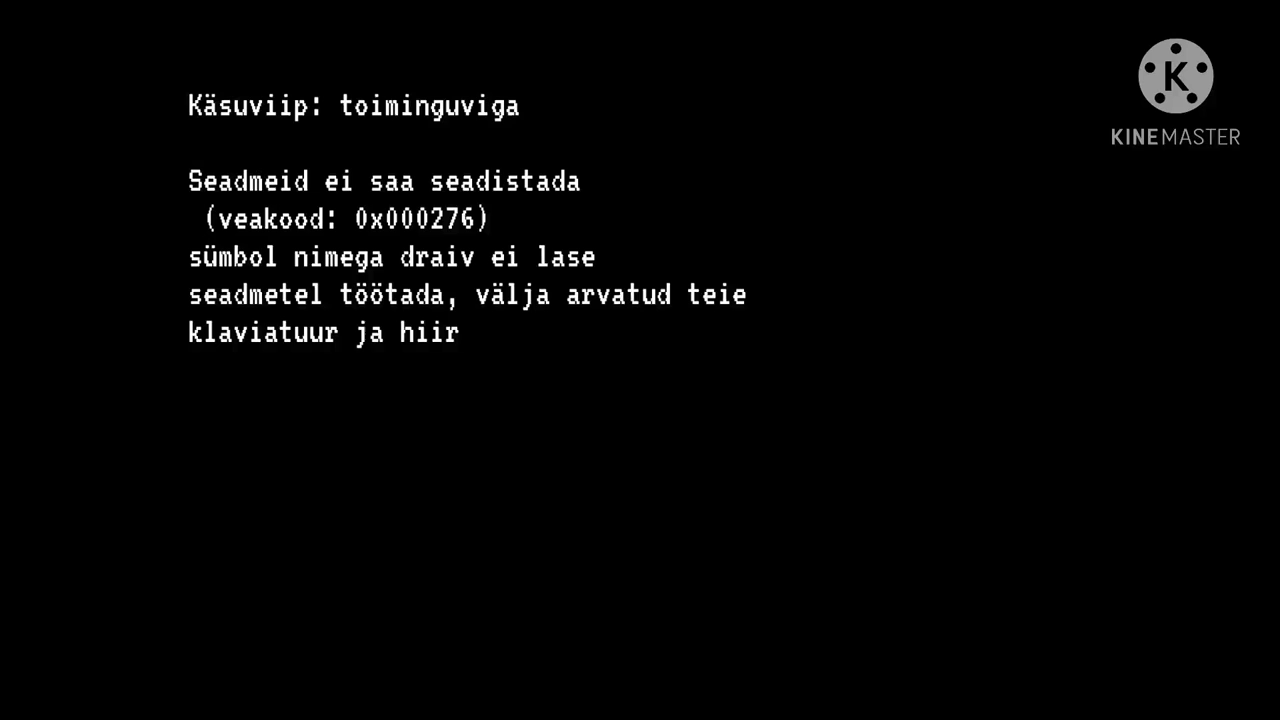 Käsuviip: toiminguviga
Seadmeid ei saa seadistada
(veakood: 0x000276)
sümbol nimega draiv ei lase
seadmetel töötada, välja arvatud teie
klaviatuur ja hiir
K
KINEMASTER